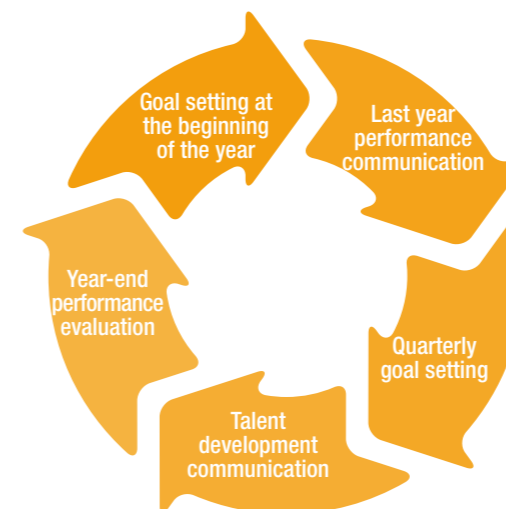 Goal setting at
the beginning
of the year
Last year
performance
communication
Quarterly
goal setting
Talent
development
communication
Year-end
performance
evaluation